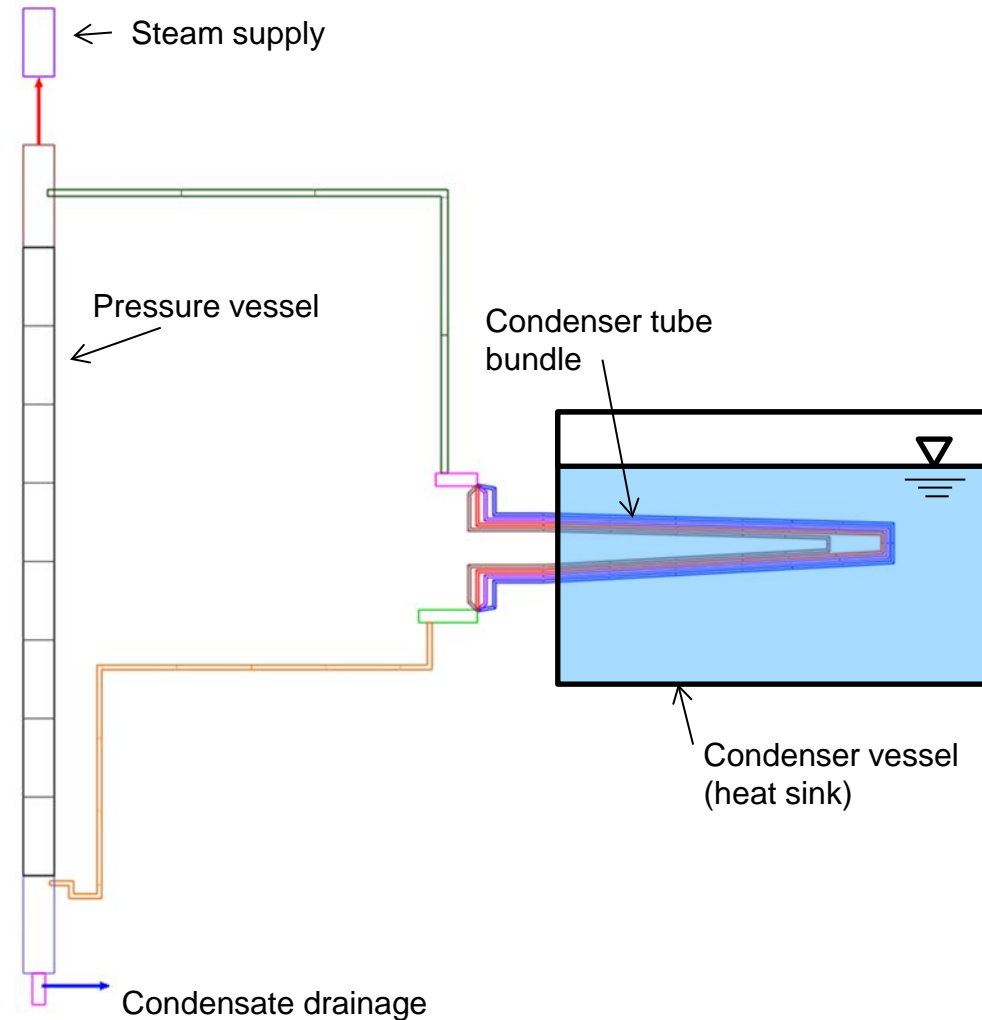 Steam supply
Pressure vessel
Condenser tube
bundle
Condenser vessel
(heat sink)
Condensate drainage